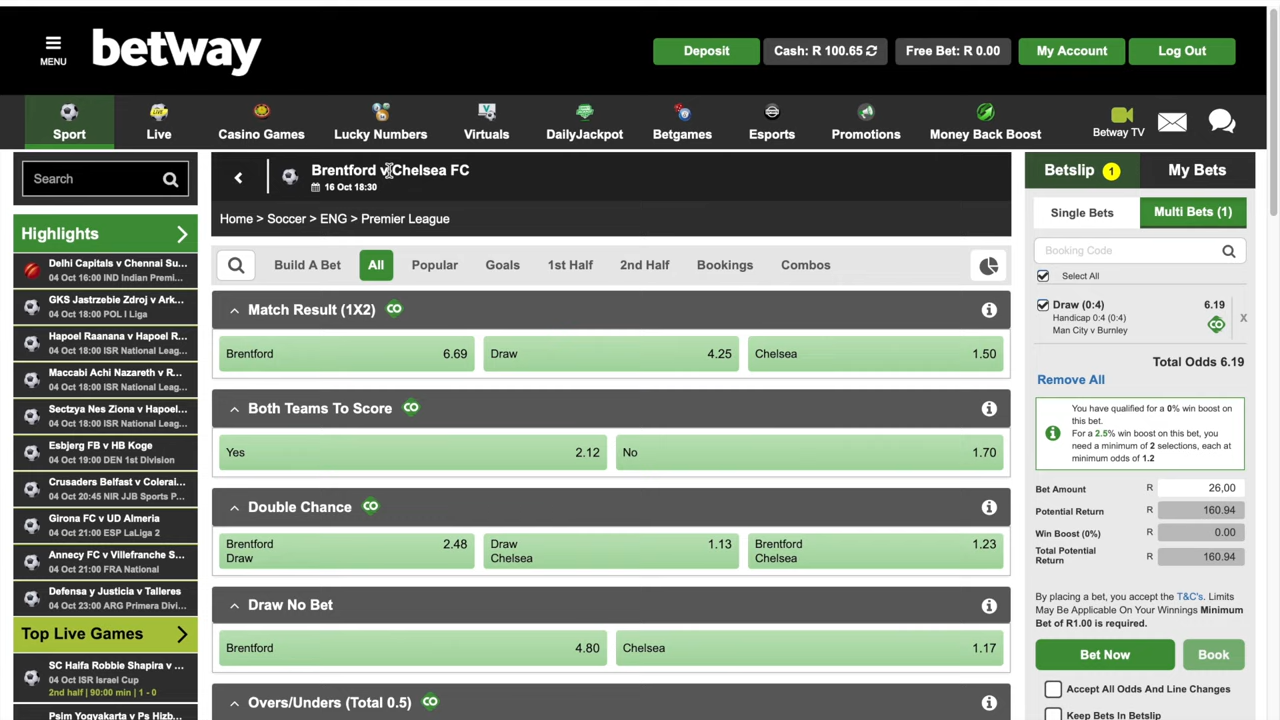 MENU
betway
Deposit
Cash: R 100.65
Free Bet: R 0.00
My Account
Log Out
Sport
Live
Casino Games
Lucky Numbers
Virtuals
DailyJackpot
Betgames
Esports
Promotions
Money Back Boost
Betway TV
Search
Highlights
Delhi Capitals v Chennai Su...
04 Oct 16:00 IND Indian Premi...
GKS Jastrzebie Zdroj v Ark...
04 Oct 18:00 POL I Liga
Hapoel Raanana v Hapoel R...
04 Oct 18:00 ISR National Leag...
Maccabi Achi Nazareth v R...
04 Oct 18:00 ISR National Leag...
Sectzya Nes Ziona v Hapoel...
04 Oct 18:00 ISR National Leag...
Esbjerg FB v HB Koge
04 Oct 19:00 DEN 1st Division
Crusaders Belfast v Colerai...
04 Oct 20:45 NIR JJB Sports P...
Girona FC v UD Almeria
04 Oct 21:00 ESP LaLiga 2
Annecy FC v Villefranche S...
04 Oct 21:00 FRA National
Defensa y Justicia v Talleres
04 Oct 23:00 ARG Primera Divi...
Top Live Games
SC Haifa Robbie Shapira v ...
04 Oct ISR Israel Cup
2nd half | 90:00 min | 1 - 0
Psim Yogyakarta v Ps Hizb...
Brentford v Chelsea FC
16 Oct 18:30
Home > Soccer > ENG > Premier League
Build A Bet
All
Popular
Goals
1st Half
2nd Half
Bookings
Combos
Match Result (1X2) CO
Brentford 6.69
Draw 4.25
Chelsea 1.50
Both Teams To Score CO
Yes 2.12
No 1.70
Double Chance CO
Brentford 2.48
Draw
Draw 1.13
Chelsea
Brentford 1.23
Chelsea
Draw No Bet
Brentford 4.80
Chelsea 1.17
Overs/Unders (Total 0.5) CO
Betslip 1
My Bets
Single Bets
Multi Bets (1)
Booking Code
Select All
Draw (0:4) 6.19
Handicap 0:4 (0:4) CO
Man City v Burnley
X
Total Odds 6.19
Remove All
You have qualified for a 0% win boost on
this bet.
For a 2.5% win boost on this bet, you
need a minimum of 2 selections, each at
minimum odds of 1.2
Bet Amount R 26,00
Potential Return R 160.94
Win Boost (0%) R 0.00
Total Potential
Return R 160.94
By placing a bet, you accept the T&C's. Limits
May Be Applicable On Your Winnings Minimum
Bet of R1.00 is required.
Bet Now
Book
Accept All Odds And Line Changes
Keep Bets In Betslip